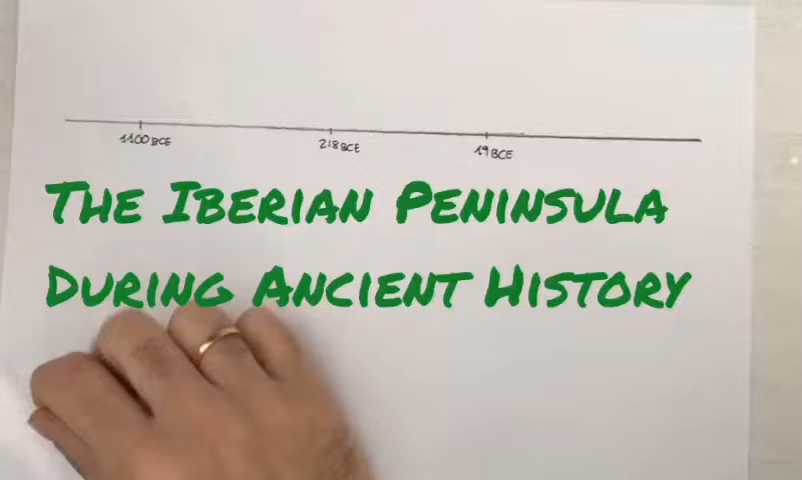 1100 BCE 218 BCE 19 BCE
The Iberian Peninsula
During Ancient History